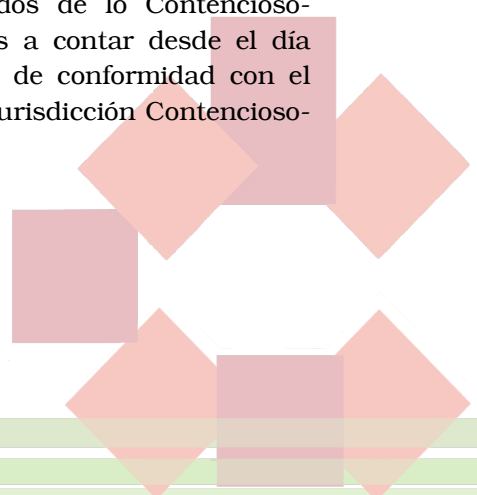 dos de lo Contencioso-
s a contar desde el día
de conformidad con el
urisdicción Contencioso-